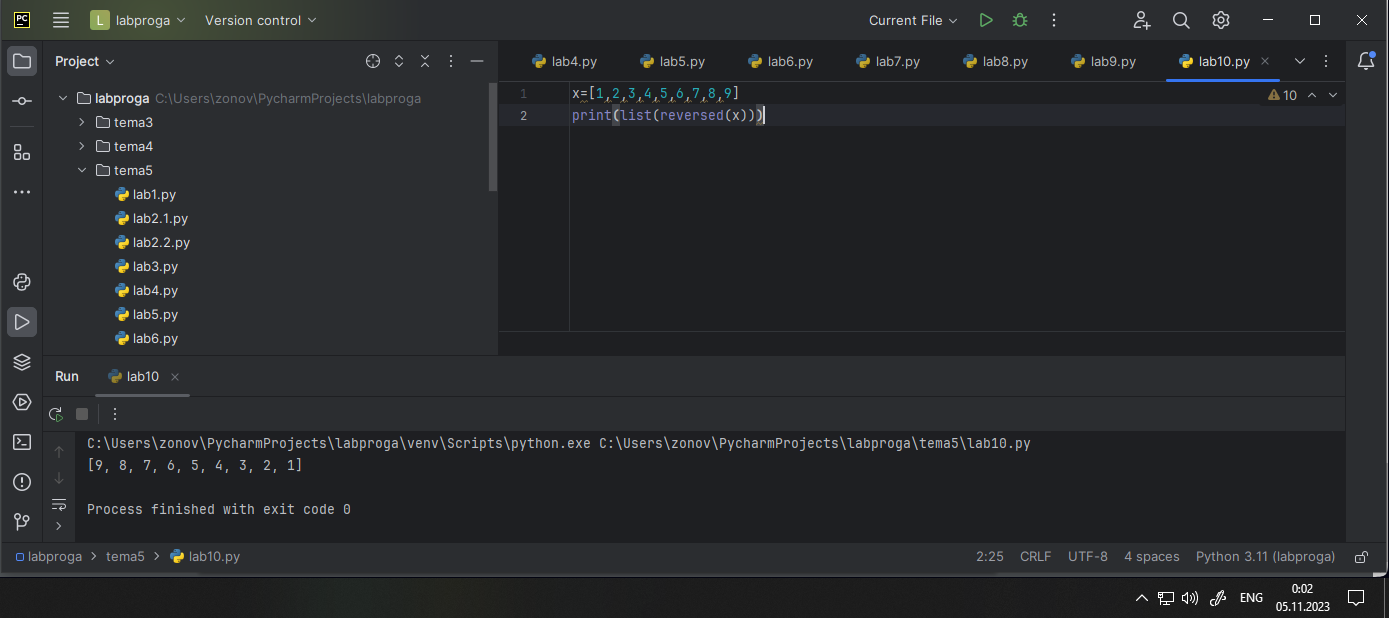 PC
L labproga
Version control
Current File
Project
lab4.py
lab5.py
lab6.py
lab7.py
lab8.py
lab9.py
lab10.py
labproga C:\Users\zonov\PycharmProjects\labproga
tema3
tema4
tema5
lab1.py
lab2.1.py
lab2.2.py
lab3.py
lab4.py
lab5.py
lab6.py
1 x=[1,2,3,4,5,6,7,8,9]
2 print(list(reversed(x)))
10
Run
lab10
C:\Users\zonov\PycharmProjects\labproga\venv\Scripts\python.exe C:\Users\zonov\PycharmProjects\labproga\tema5\lab10.py
[9, 8, 7, 6, 5, 4, 3, 2, 1]
Process finished with exit code 0
labproga > tema5 > lab10.py
2:25 CRLF UTF-8 4 spaces Python 3.11 (labproga)
ENG
0:02
05.11.2023